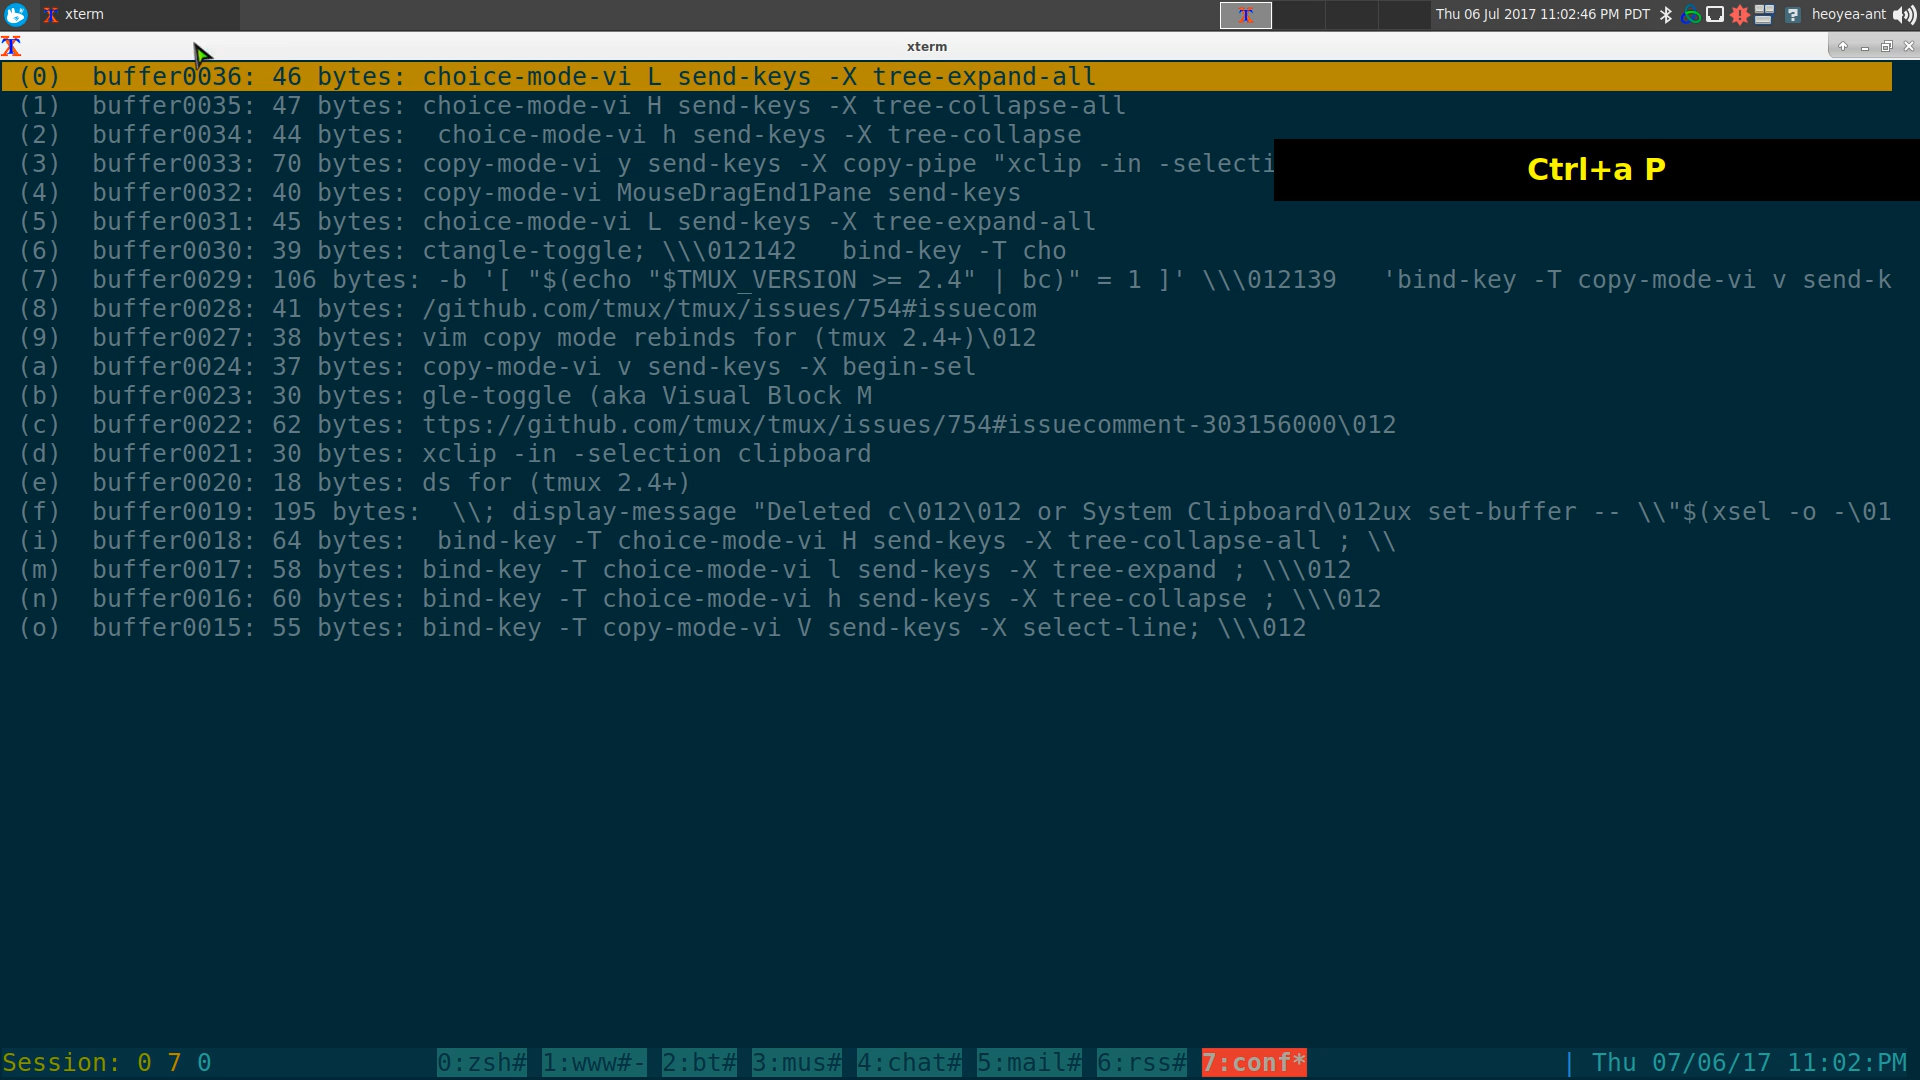 xterm
Thu 06 Jul 2017 11:02:46 PM PDT
heoyea-ant
xterm
(0)  buffer0036: 46 bytes: choice-mode-vi L send-keys -X tree-expand-all
(1)  buffer0035: 47 bytes: choice-mode-vi H send-keys -X tree-collapse-all
(2)  buffer0034: 44 bytes:  choice-mode-vi h send-keys -X tree-collapse
(3)  buffer0033: 70 bytes: copy-mode-vi y send-keys -X copy-pipe "xclip -in -selecti
Ctrl+a P
(4)  buffer0032: 40 bytes: copy-mode-vi MouseDragEnd1Pane send-keys
(5)  buffer0031: 45 bytes: choice-mode-vi L send-keys -X tree-expand-all
(6)  buffer0030: 39 bytes: ctangle-toggle; \\\012142   bind-key -T cho
(7)  buffer0029: 106 bytes: -b '[ "$(echo "$TMUX_VERSION >= 2.4" | bc)" = 1 ]' \\\012139   'bind-key -T copy-mode-vi v send-k
(8)  buffer0028: 41 bytes: /github.com/tmux/tmux/issues/754#issuecom
(9)  buffer0027: 38 bytes: vim copy mode rebinds for (tmux 2.4+)\012
(a)  buffer0024: 37 bytes: copy-mode-vi v send-keys -X begin-sel
(b)  buffer0023: 30 bytes: gle-toggle (aka Visual Block M
(c)  buffer0022: 62 bytes: ttps://github.com/tmux/tmux/issues/754#issuecomment-303156000\012
(d)  buffer0021: 30 bytes: xclip -in -selection clipboard
(e)  buffer0020: 18 bytes: ds for (tmux 2.4+)
(f)  buffer0019: 195 bytes:  \\; display-message "Deleted c\012\012 or System Clipboard\012ux set-buffer -- \\"$(xsel -o -\01
(i)  buffer0018: 64 bytes:  bind-key -T choice-mode-vi H send-keys -X tree-collapse-all ; \\
(m)  buffer0017: 58 bytes: bind-key -T choice-mode-vi l send-keys -X tree-expand ; \\\012
(n)  buffer0016: 60 bytes: bind-key -T choice-mode-vi h send-keys -X tree-collapse ; \\\012
(o)  buffer0015: 55 bytes: bind-key -T copy-mode-vi V send-keys -X select-line; \\\012
Session: 0 7 0   0:zsh# 1:www#- 2:bt# 3:mus# 4:chat# 5:mail# 6:rss# 7:conf*   | Thu 07/06/17 11:02:PM